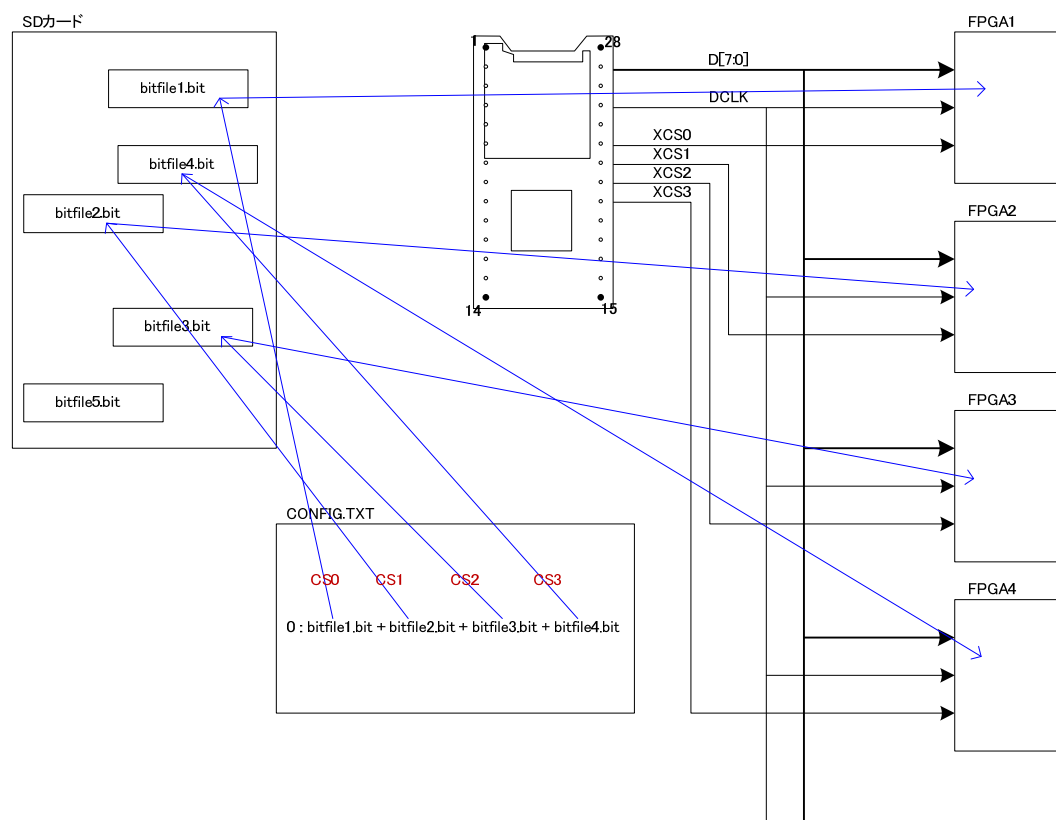 SDカード
bitfile1.bit
bitfile4.bit
bitfile2.bit
bitfile3.bit
bitfile5.bit
1
28
14
15
D[7:0]
DCLK
XCS0
XCS1
XCS2
XCS3
FPGA1
FPGA2
FPGA3
FPGA4
CONFIG.TXT
CS0 CS1 CS2 CS3
0 : bitfile1.bit + bitfile2.bit + bitfile3.bit + bitfile4.bit